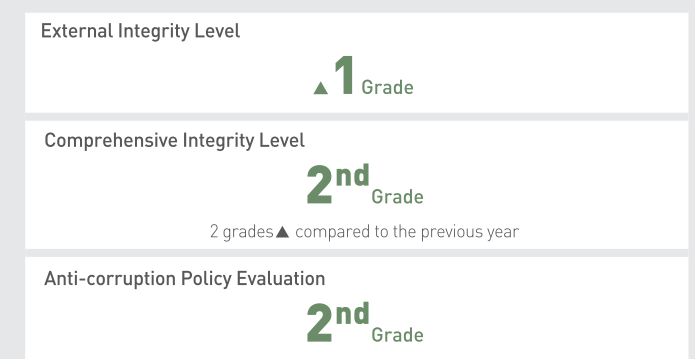 External Integrity Level
▲1 Grade
Comprehensive Integrity Level
2nd Grade
2 grades▲ compared to the previous year
Anti-corruption Policy Evaluation
2nd Grade